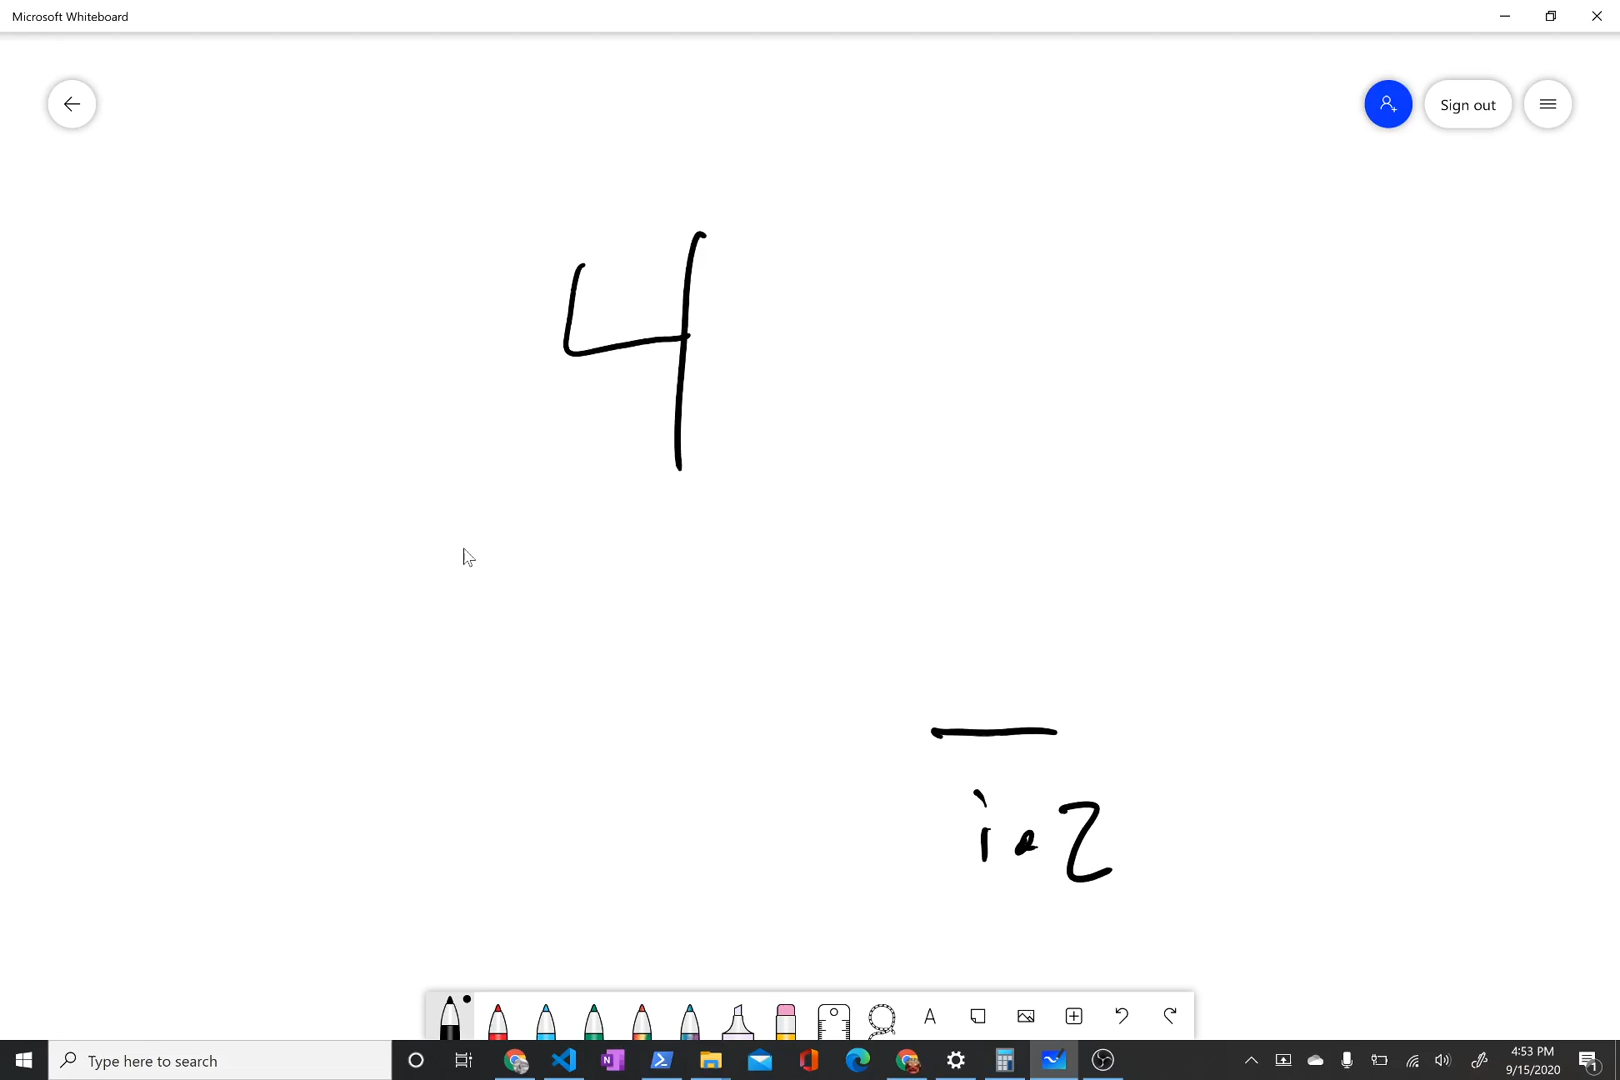 Microsoft Whiteboard
Sign out
4
Type here to search
4:53 PM
9/15/2020